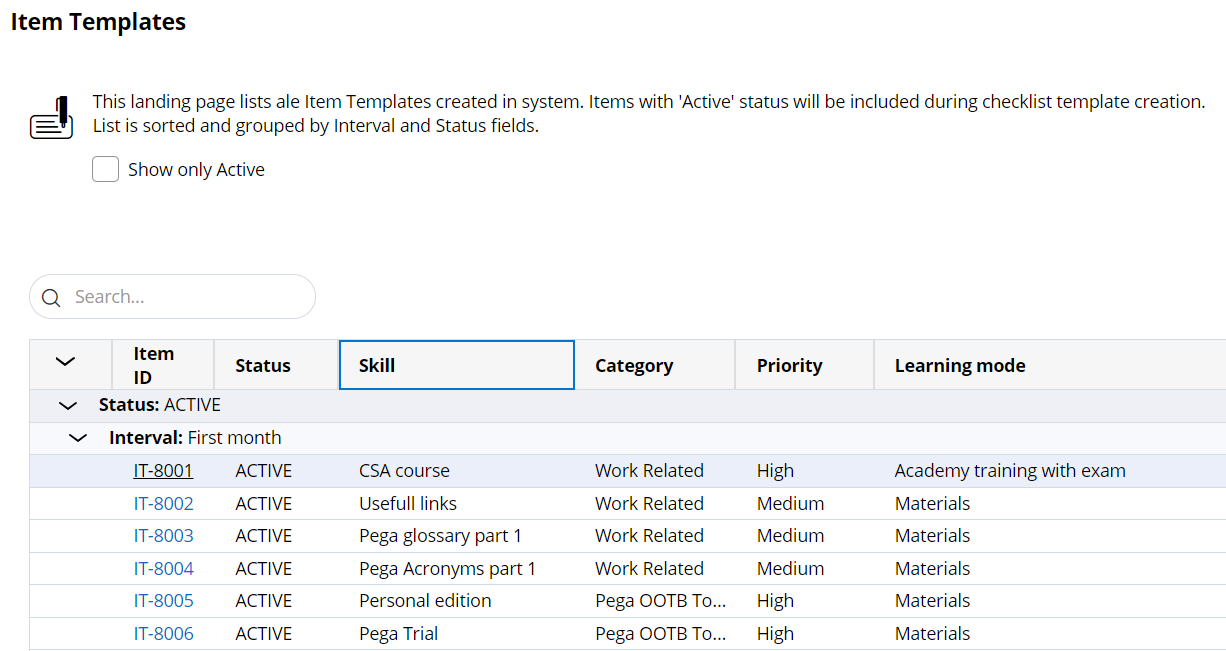 Item Templates
This landing page lists ale Item Templates created in system. Items with 'Active' status will be included during checklist template creation.
List is sorted and grouped by Interval and Status fields.
Show only Active
Search...
Item ID Status Skill Category Priority Learning mode
Status: ACTIVE
Interval: First month
IT-8001 ACTIVE CSA course Work Related High Academy training with exam
IT-8002 ACTIVE Usefull links Work Related Medium Materials
IT-8003 ACTIVE Pega glossary part 1 Work Related Medium Materials
IT-8004 ACTIVE Pega Acronyms part 1 Work Related Medium Materials
IT-8005 ACTIVE Personal edition Pega OOTB To... High Materials
IT-8006 ACTIVE Pega Trial Pega OOTB To... High Materials